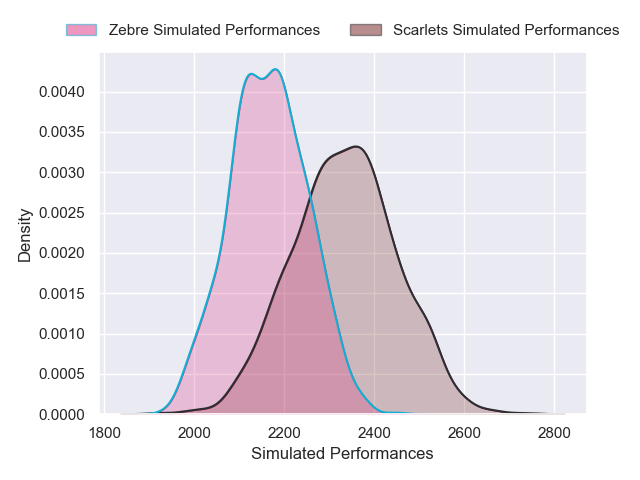 Zebre Simulated Performances
Scarlets Simulated Performances
0.0040
0.0035
0.0030
0.0025
0.0020
0.0015
0.0010
0.0005
0.0000
Density
1800 2000 2200 2400 2600 2800
Simulated Performances